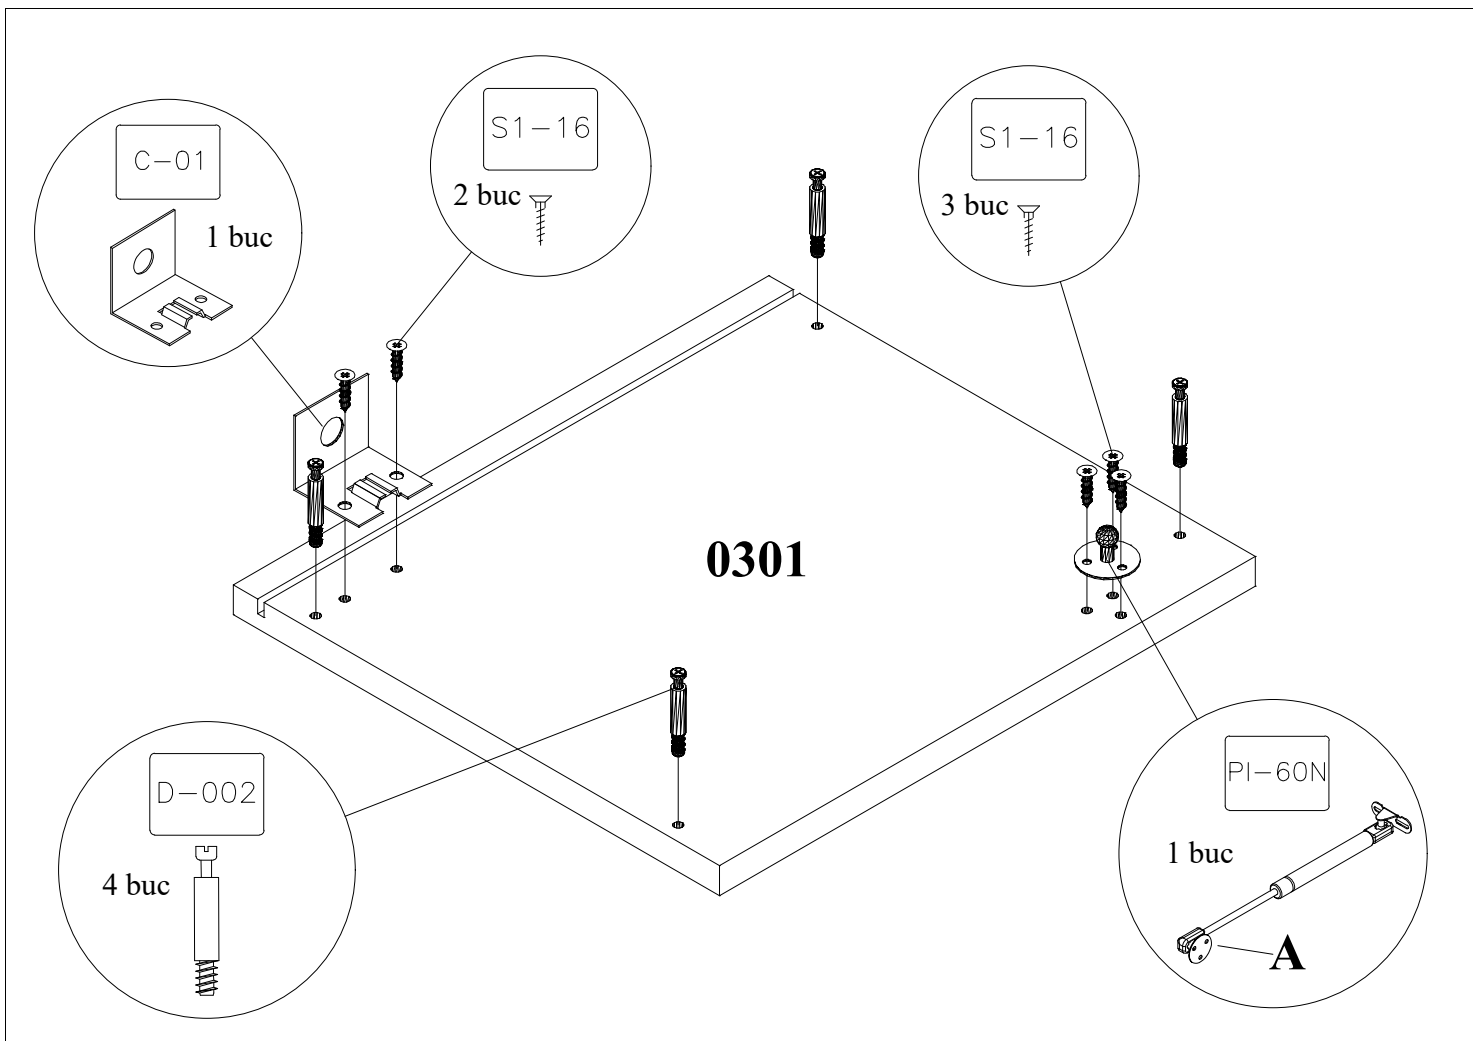 C-01
1 buc
S1-16
2 buc
S1-16
3 buc
0301
D-002
4 buc
PI-60N
1 buc
A